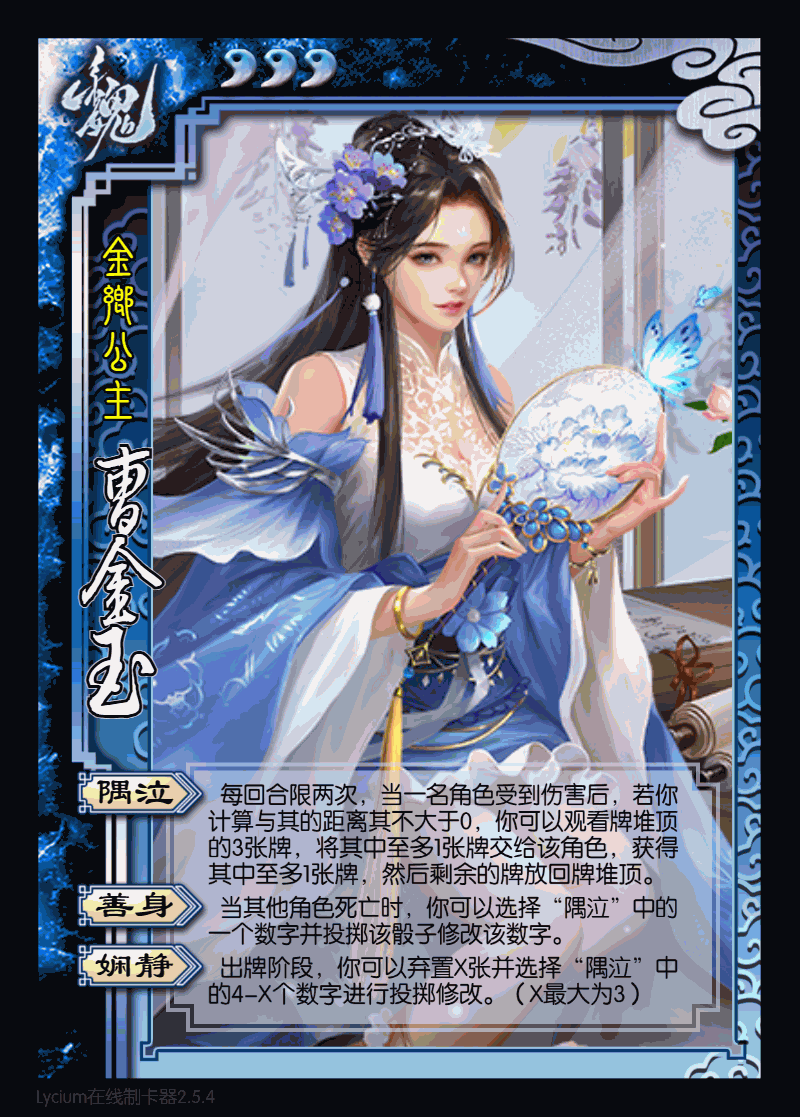 魏
金鄉公主
曹金玉
隅泣
每回合限两次，当一名角色受到伤害后，若你
计算与其的距离其不大于0，你可以观看牌堆顶
的3张牌，将其中至多1张牌交给该角色，获得
其中至多1张牌，然后剩余的牌放回牌堆顶。
善身
当其他角色死亡时，你可以选择“隅泣”中的
一个数字并投掷该骰子修改该数字。
娴静
出牌阶段，你可以弃置X张并选择“隅泣”中
的4-X个数字进行投掷修改。（X最大为3）
Lycium在线制卡器2.5.4